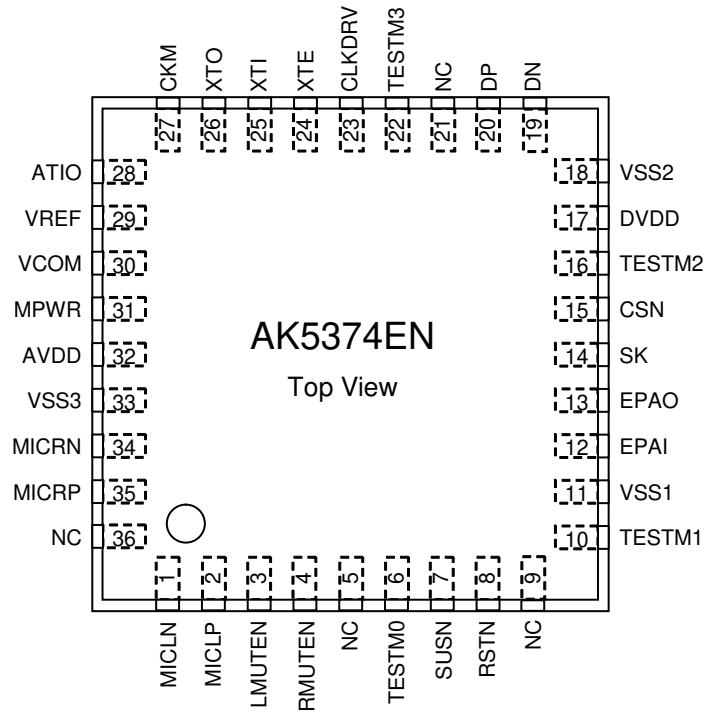 CKM
XTO
XTI
XTE
CLKDRV
TESTM3
NC
DP
DN
27
26
25
24
23
22
21
20
19
ATIO 28
18 VSS2
VREF 29
17 DVDD
VCOM 30
16 TESTM2
MPWR 31
15 CSN
AVDD 32
14 SK
VSS3 33
13 EPAO
MICRN 34
12 EPAI
MICRP 35
11 VSS1
NC 36
10 TESTM1
AK5374EN
Top View
1
2
3
4
5
6
7
8
9
MICLN
MICLP
LMUTEN
RMUTEN
NC
TESTM0
SUSN
RSTN
NC